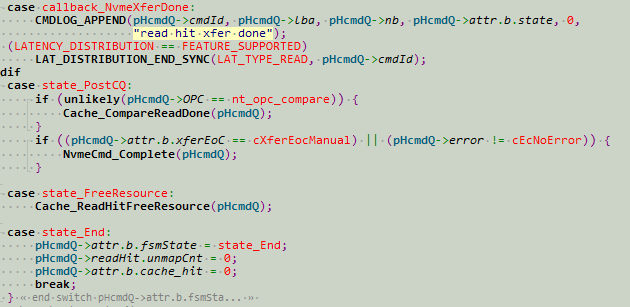 case callback_NvmeXferDone:
CMDLOG_APPEND(pHcmdQ->cmdId, pHcmdQ->Lba, pHcmdQ->nb, pHcmdQ->attr.b.state, 0,
"read hit xfer done");
(LATENCY_DISTRIBUTION == FEATURE_SUPPORTED)
LAT_DISTRIBUTION_END_SYNC(LAT_TYPE_READ, pHcmdQ->cmdId);
dif
case state_PostCQ:
if (unlikely(pHcmdQ->OPC == nt_opc_compare)) {
Cache_CompareReadDone(pHcmdQ);
}
if ((pHcmdQ->attr.b.xferEoC == cXferEocManual) || (pHcmdQ->error != cEcNoError)) {
NvmeCmd_Complete(pHcmdQ);
}
case state_FreeResource:
Cache_ReadHitFreeResource(pHcmdQ);
case state_End:
pHcmdQ->attr.b.fsmState = state_End;
pHcmdQ->readHit.unmapCnt = 0;
pHcmdQ->attr.b.cache_hit = 0;
break;
} « end switch pHcmdQ->attr.b.fsmSta... »